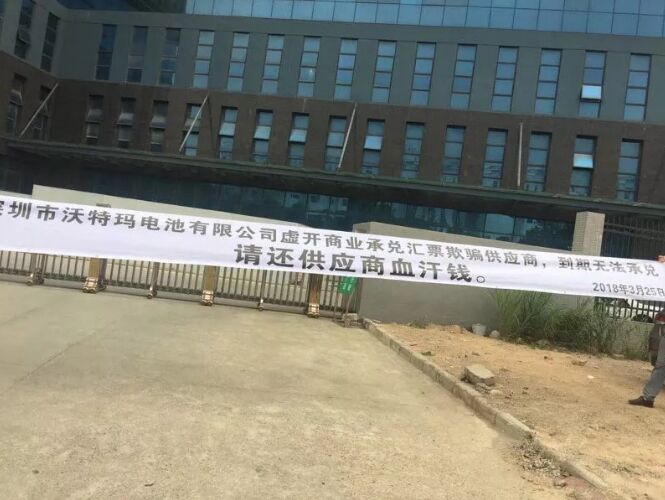 深圳市沃特玛电池有限公司虚开商业承兑汇票欺骗供应商，到期无法承兑
请还供应商血汗钱。
2018年3月25日